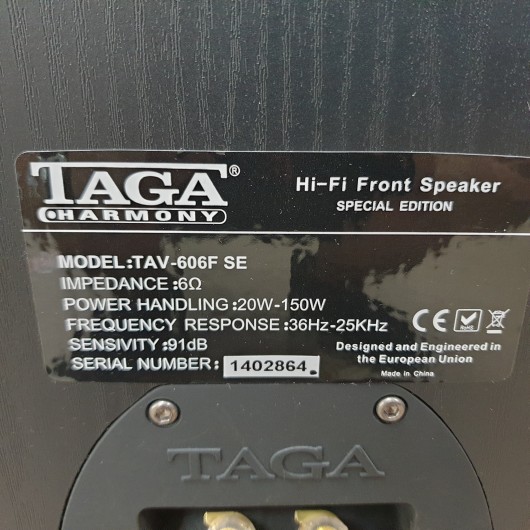 TAGA®
HARMONY
Hi-Fi Front Speaker
SPECIAL EDITION
MODEL:TAV-606F SE
IMPEDANCE:6Ω
POWER HANDLING:20W-150W
FREQUENCY RESPONSE:36Hz-25KHz
SENSIVITY:91dB
SERIAL NUMBER: 1402864.
CE
Designed and Engineered in
the European Union
Made in China
TAGA